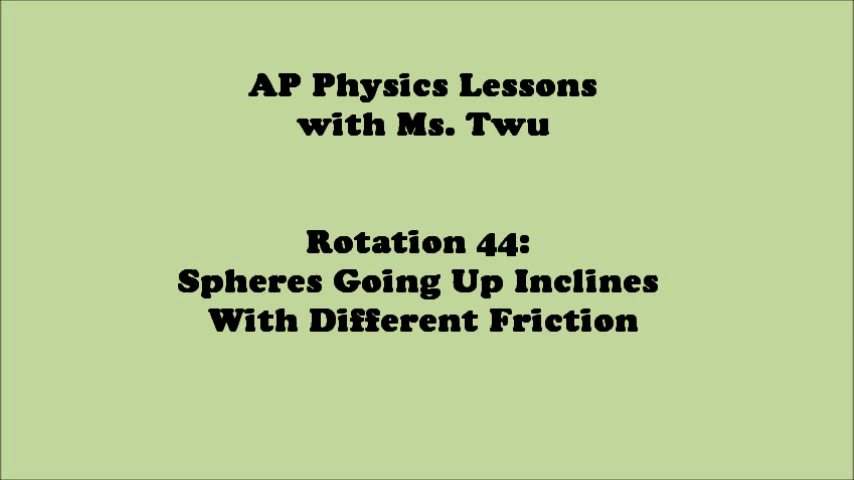 AP Physics Lessons
with Ms. Twu
Rotation 44:
Spheres Going Up Inclines
With Different Friction